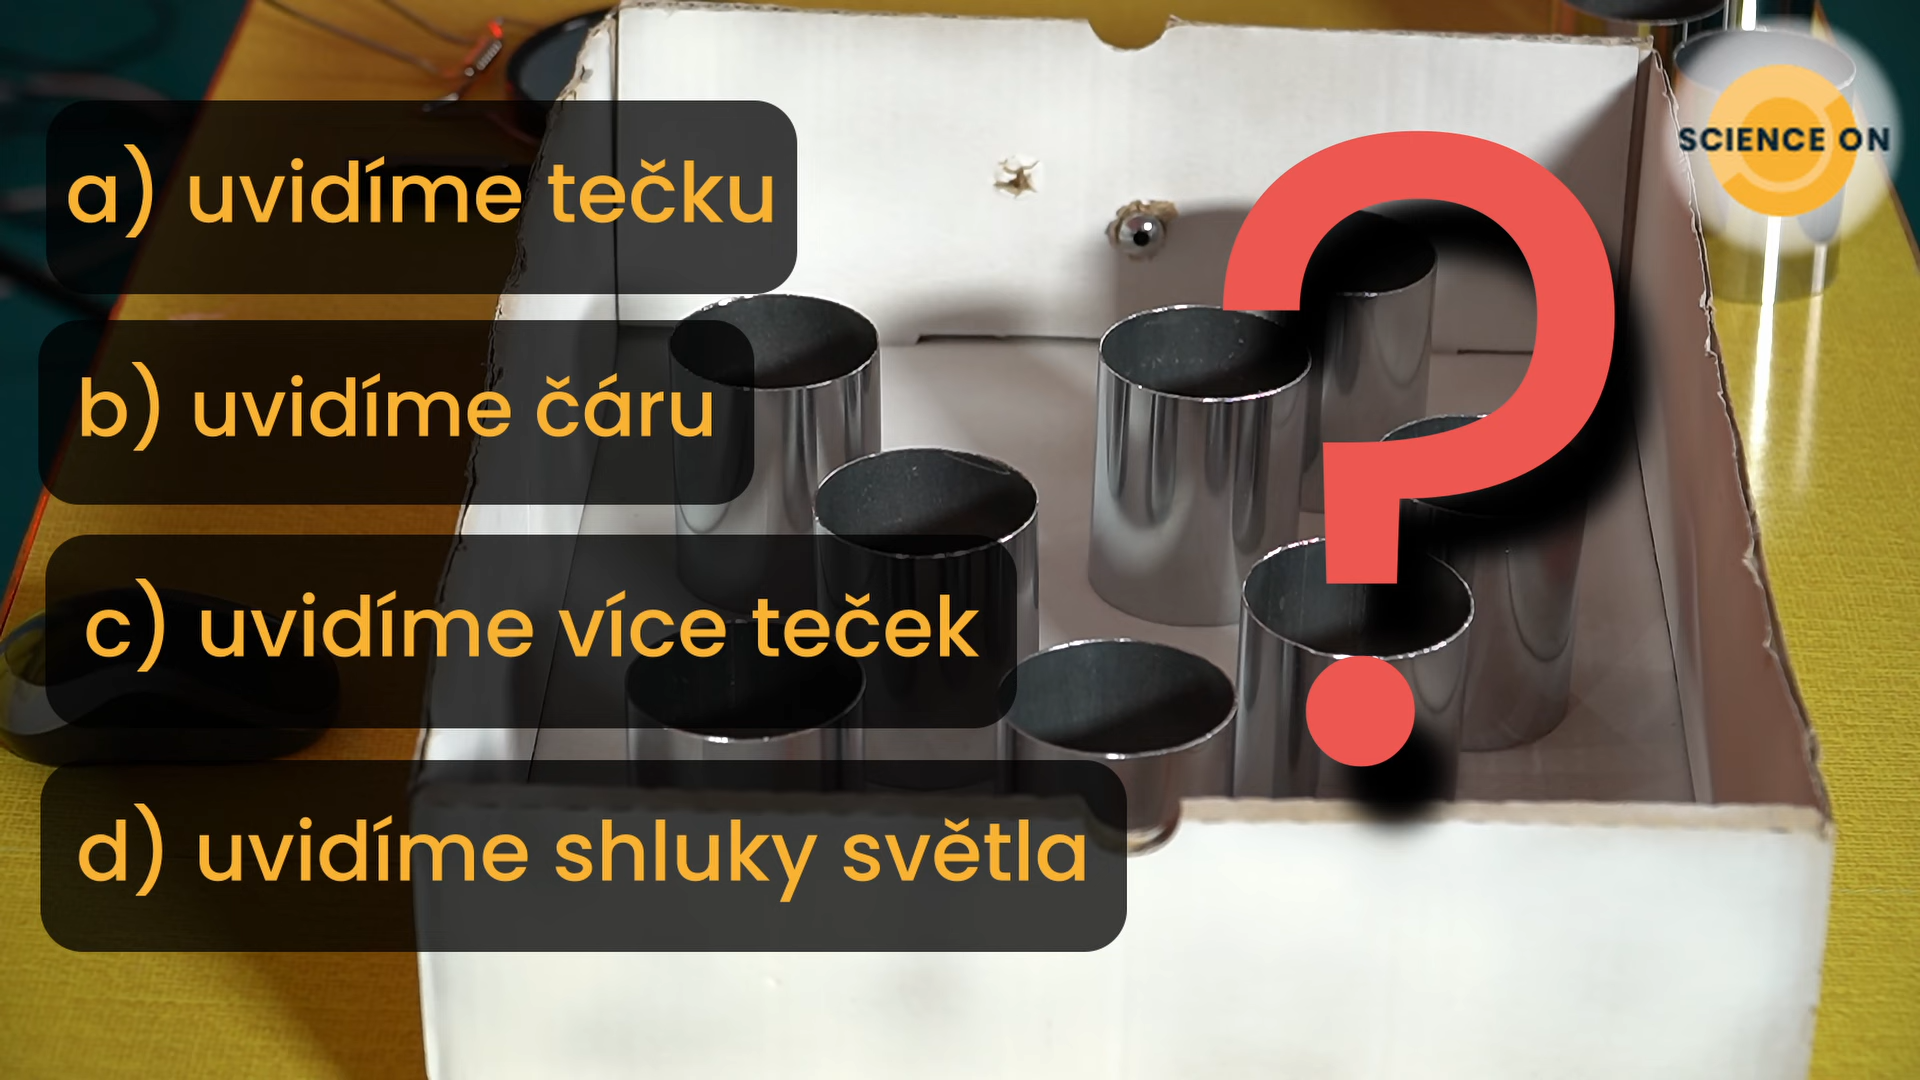 a) uvidíme tečku
SCIENCE ON
b) uvidíme čáru
c) uvidíme více teček
d) uvidíme shluky světla
?